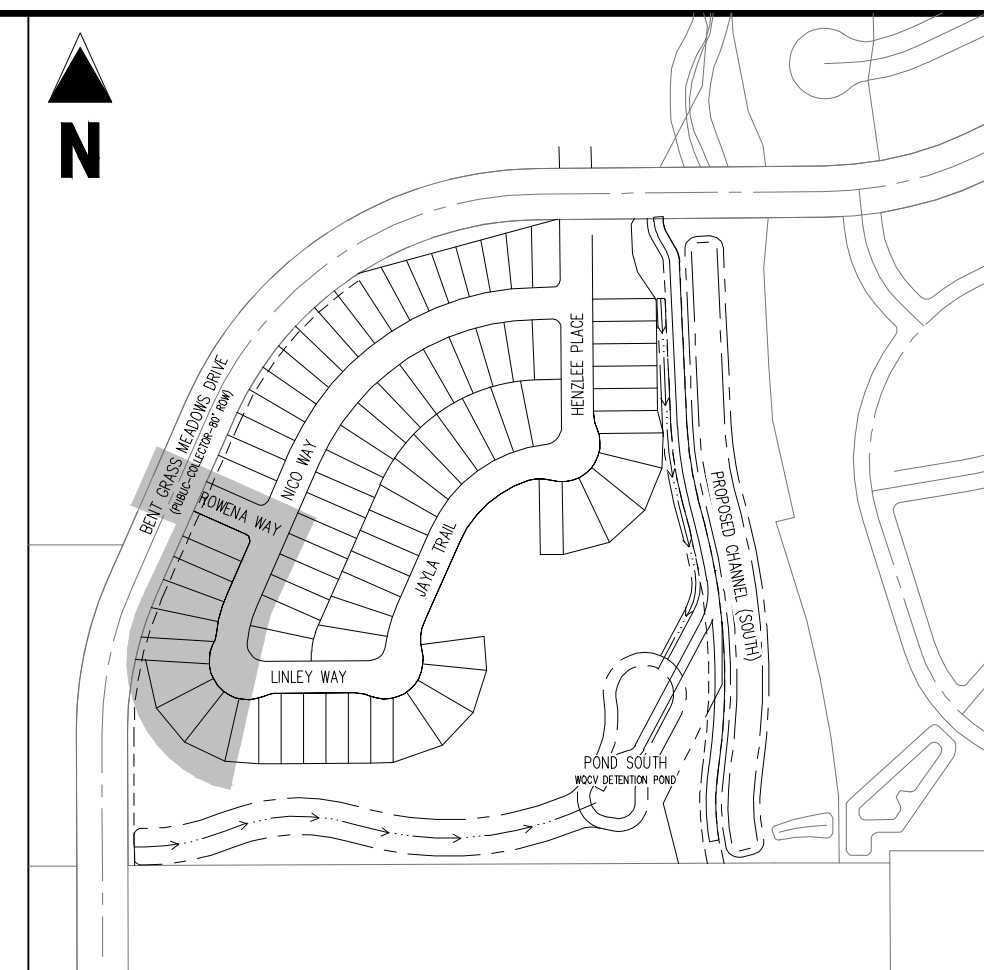 N
HENZLEE PLACE
BENT GRASS MEADOWS DRIVE
(PUBLIC-COLLECTOR-80' ROW)
NICO WAY
ROWENA WAY
JAYLA TRAIL
PROPOSED CHANNEL (SOUTH)
LINLEY WAY
POND SOUTH
WQCV DETENTION POND